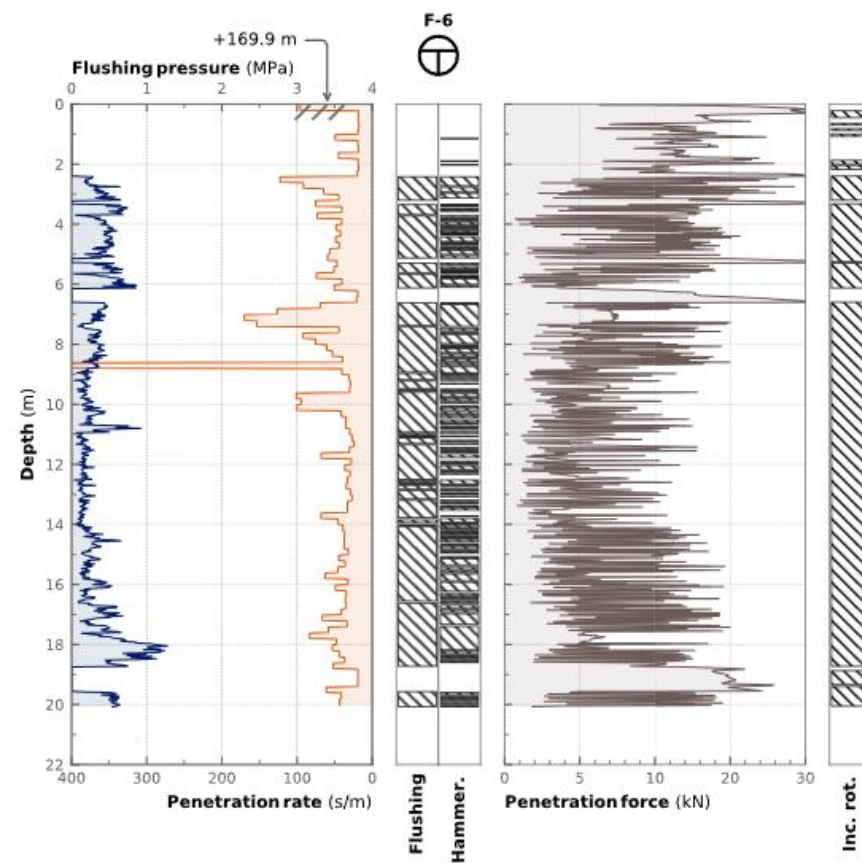 F-6
+169.9 m
Flushing pressure (MPa)
0 1 2 3 4
0
2
4
6
8
10
12
14
16
18
20
22
Depth (m)
400 300 200 100 0
Penetration rate (s/m)
Flushing
Hammer.
0 5 10 20 30
Penetration force (kN)
Inc. rot.